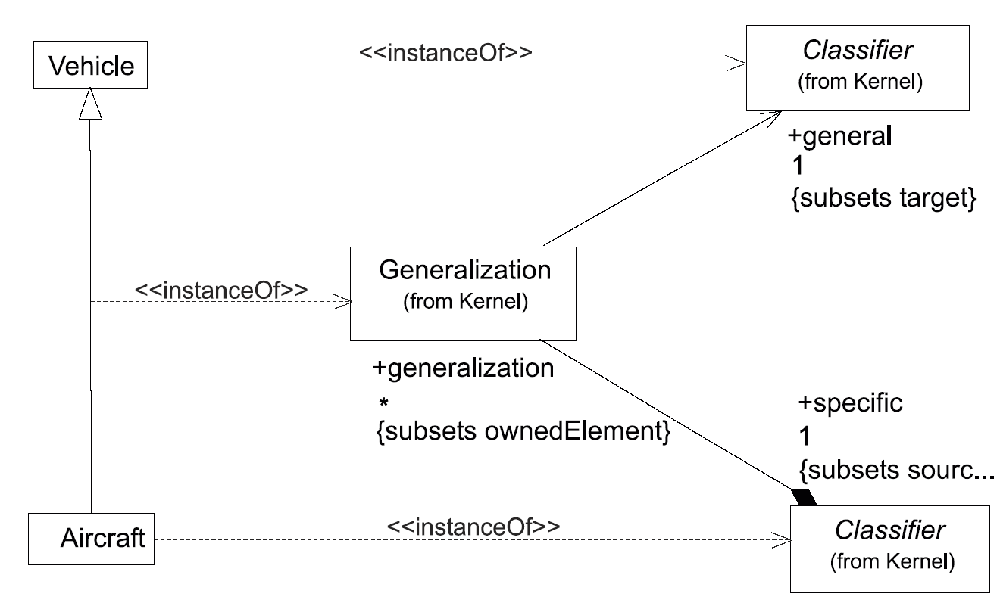 Vehicle
<<instanceOf>>
Classifier
(from Kernel)
+general
1
{subsets target}
<<instanceOf>>
Generalization
(from Kernel)
+generalization
*
{subsets ownedElement}
+specific
1
{subsets sourc...
Aircraft
<<instanceOf>>
Classifier
(from Kernel)